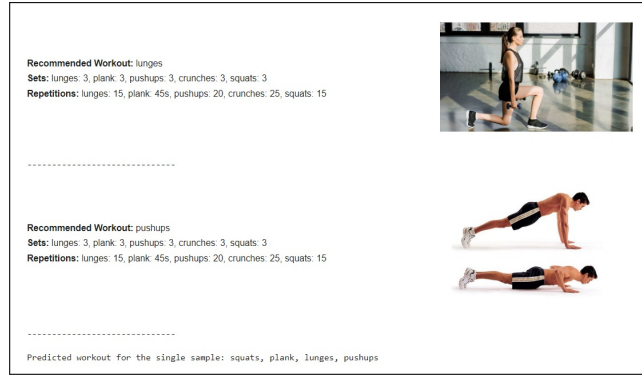 Recommended Workout: lunges
Sets: lunges: 3, plank: 3, pushups: 3, crunches: 3, squats: 3
Repetitions: lunges: 15, plank: 45s, pushups: 20, crunches: 25, squats: 15
------------------------------
Recommended Workout: pushups
Sets: lunges: 3, plank: 3, pushups: 3, crunches: 3, squats: 3
Repetitions: lunges: 15, plank: 45s, pushups: 20, crunches: 25, squats: 15
------------------------------
Predicted workout for the single sample: squats, plank, lunges, pushups